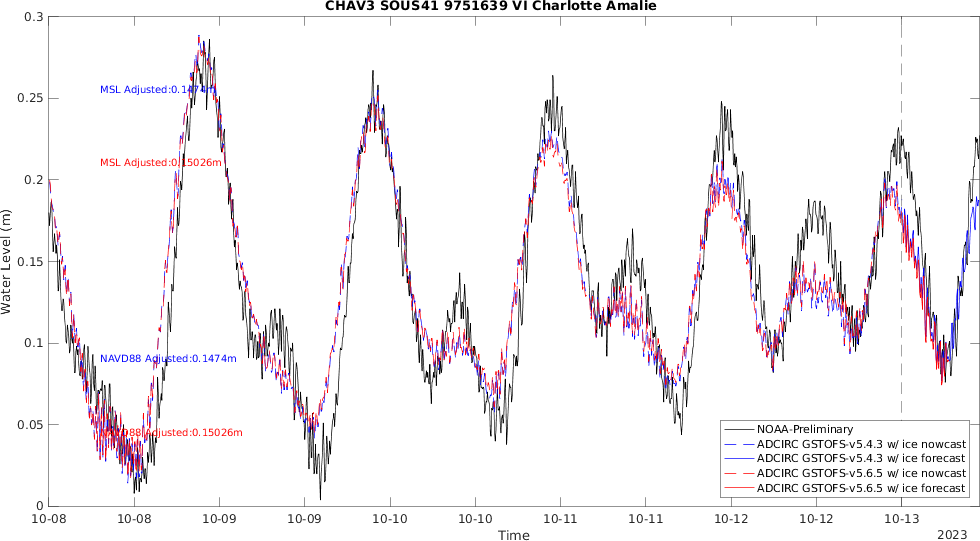 CHAV3 SOUS41 9751639 VI Charlotte Amalie
0.3
0.25
0.2
0.15
0.1
0.05
0
Water Level (m)
MSL Adjusted:0.1474m
MSL Adjusted:0.15026m
NAVD88 Adjusted:0.1474m
NAVD88 Adjusted:0.15026m
NOAA-Preliminary
ADCIRC GSTOFS-v5.4.3 w/ ice nowcast
ADCIRC GSTOFS-v5.4.3 w/ ice forecast
ADCIRC GSTOFS-v5.6.5 w/ ice nowcast
ADCIRC GSTOFS-v5.6.5 w/ ice forecast
10-08 10-08 10-09 10-09 10-10 10-10 10-11 10-11 10-12 10-12 10-13
Time
2023